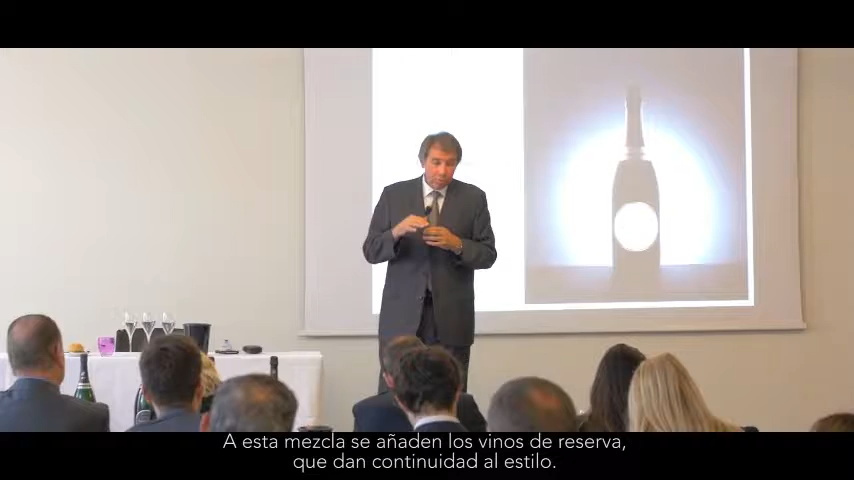 A esta mezcla se añaden los vinos de reserva,
que dan continuidad al estilo.